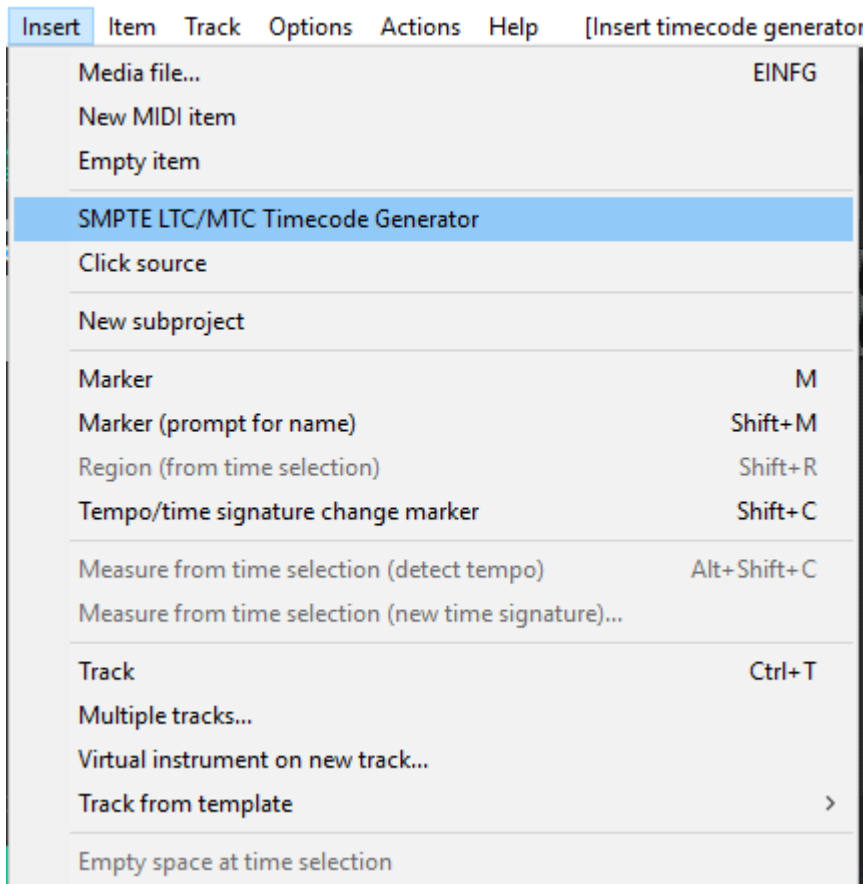 Insert Item Track Options Actions Help [Insert timecode generator
Media file... EINFG
New MIDI item
Empty item
SMPTE LTC/MTC Timecode Generator
Click source
New subproject
Marker M
Marker (prompt for name) Shift+M
Region (from time selection) Shift+R
Tempo/time signature change marker Shift+C
Measure from time selection (detect tempo) Alt+Shift+C
Measure from time selection (new time signature)...
Track Ctrl+T
Multiple tracks...
Virtual instrument on new track...
Track from template >
Empty space at time selection